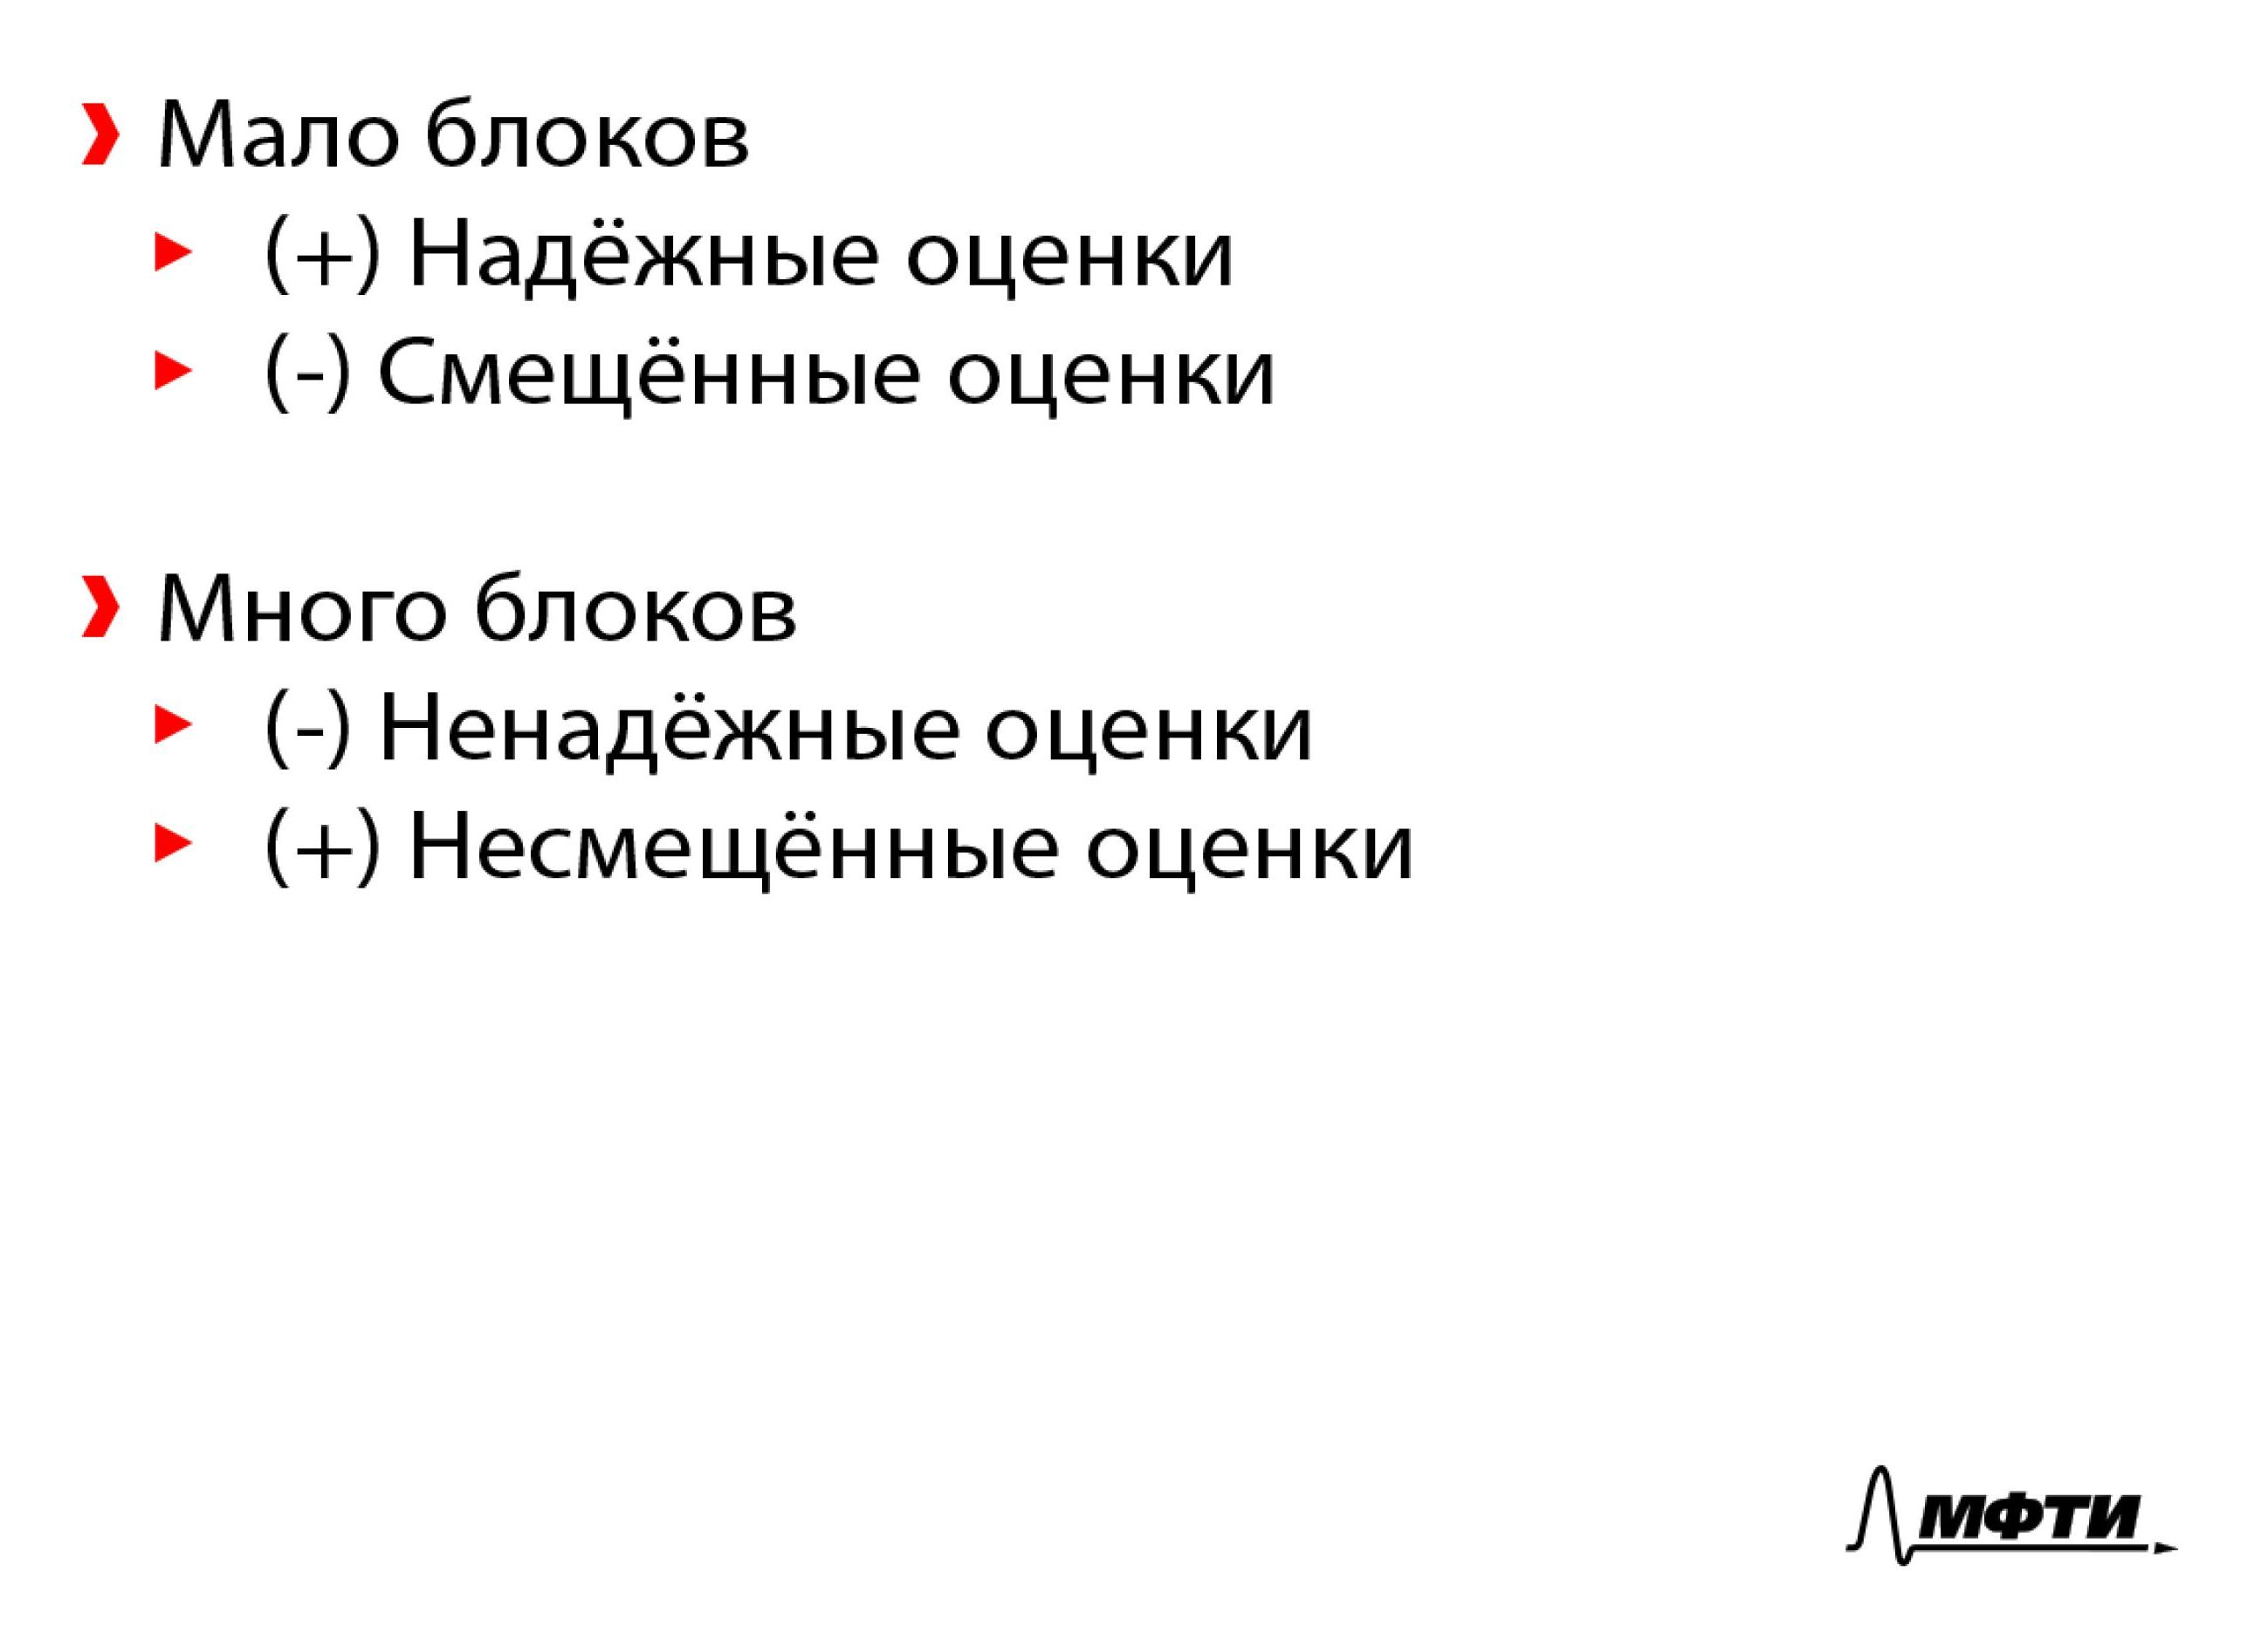 Мало блоков
(+) Надёжные оценки
(-) Смещённые оценки
Много блоков
(-) Ненадёжные оценки
(+) Несмещённые оценки
МФТИ